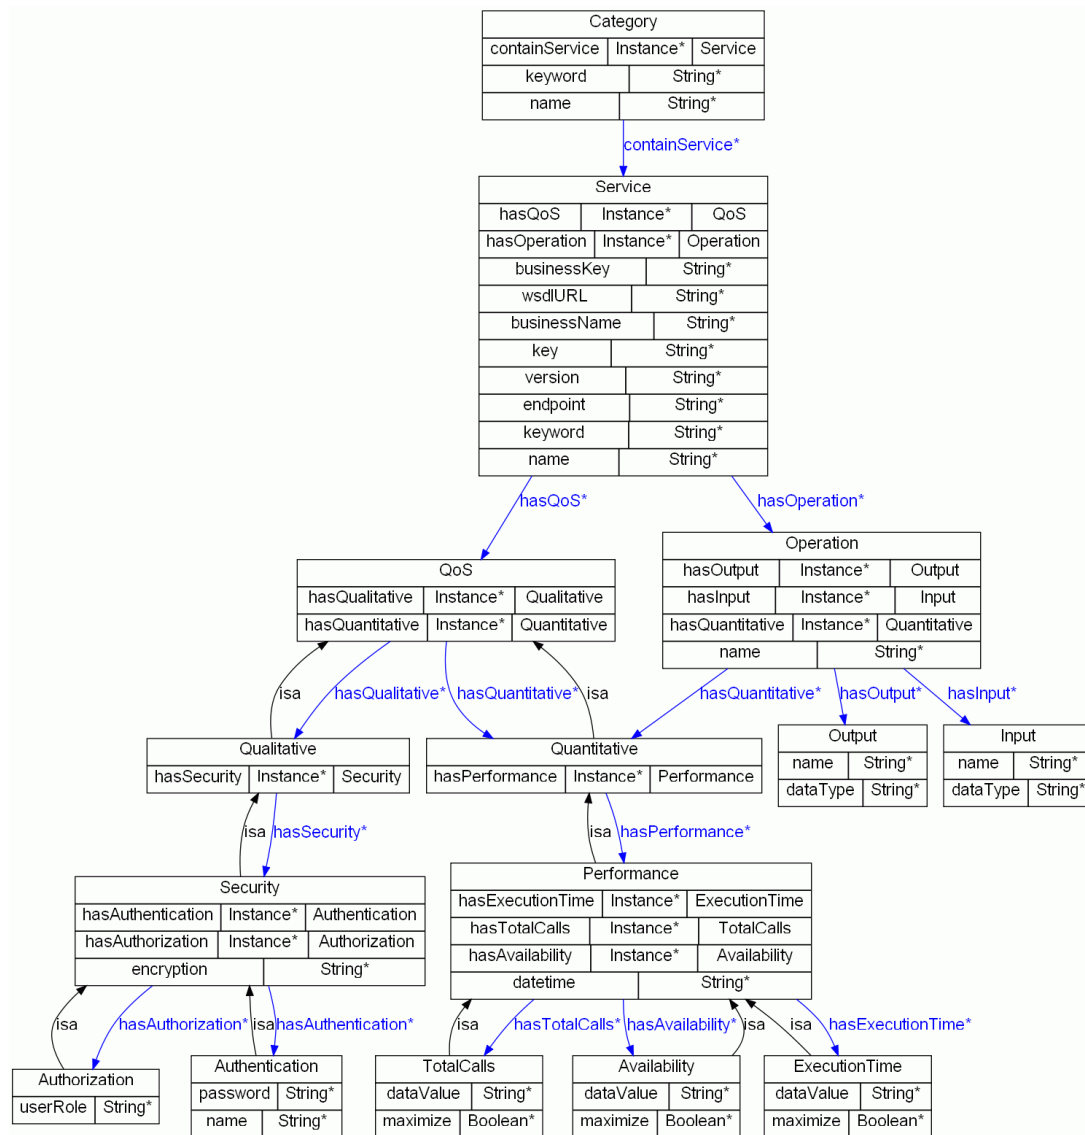 Category
containService Instance* Service
keyword String*
name String*
containService*
Service
hasQoS Instance* QoS
hasOperation Instance* Operation
businessKey String*
wsdlURL String*
businessName String*
key String*
version String*
endpoint String*
keyword String*
name String*
hasQoS* hasOperation*
Operation
hasOutput Instance* Output
hasInput Instance* Input
hasQuantitative Instance* Quantitative
name String*
QoS
hasQualitative Instance* Qualitative
hasQuantitative Instance* Quantitative
isa hasQualitative* hasQuantitative* isa hasQuantitative* hasOutput* hasInput*
Qualitative
hasSecurity Instance* Security
Quantitative
hasPerformance Instance* Performance
Output
name String*
dataType String*
Input
name String*
dataType String*
isa hasSecurity* isa hasPerformance*
Security
hasAuthentication Instance* Authentication
hasAuthorization Instance* Authorization
encryption String*
Performance
hasExecutionTime Instance* ExecutionTime
hasTotalCalls Instance* TotalCalls
hasAvailability Instance* Availability
datetime String*
isa hasAuthorization* isa hasAuthentication* isa hasTotalCalls* hasAvailability* isa isa hasExecutionTime*
Authorization
userRole String*
Authentication
password String*
name String*
TotalCalls
dataValue String*
maximize Boolean*
Availability
dataValue String*
maximize Boolean*
ExecutionTime
dataValue String*
maximize Boolean*